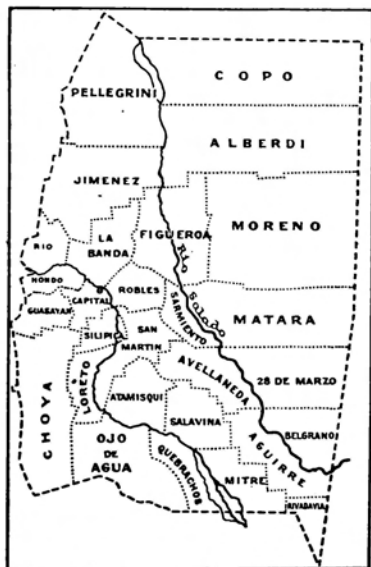 COPO
PELLEGRINI
ALBERDI
JIMENEZ
MORENO
FIGUEROA
RIO
HONDO
LA
BANDA
Río Salado
ROBLES
CAPITAL
GUASAYAN
SARMIENTO
MATARA
SILIPICA
SAN
MARTIN
AVELLANEDA
28 DE MARZO
LORETO
CHOYA
ATAMISQUI
SALAVINA
AGUIRRE
BELGRANO
OJO
DE
AGUA
QUEBRACHOS
MITRE
RIVADAVIA